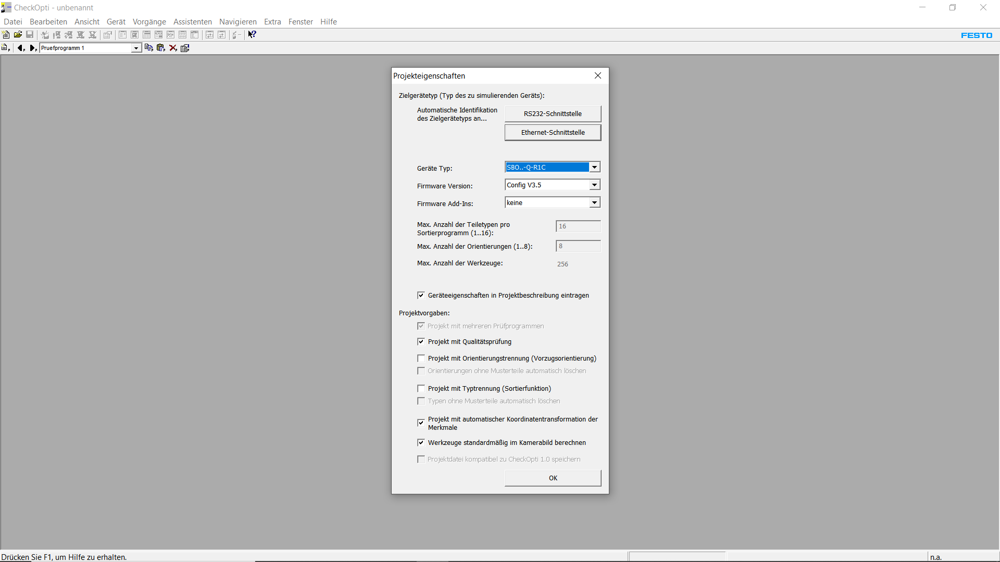 CheckOpti - unbenannt
Datei Bearbeiten Ansicht Gerät Vorgänge Assistenten Navigieren Extra Fenster Hilfe
FESTO
Pruefprogramm 1
Projekteigenschaften
Zielgerätetyp (Typ des zu simulierenden Geräts):
Automatische Identifikation
des Zielgerätetyps an...
RS232-Schnittstelle
Ethernet-Schnittstelle
Geräte Typ: SBO..-Q-R1C
Firmware Version: Config V3.5
Firmware Add-Ins: keine
Max. Anzahl der Teiletypen pro
Sortierprogramm (1..16): 16
Max. Anzahl der Orientierungen (1..8): 8
Max. Anzahl der Werkzeuge: 256
Geräteeigenschaften in Projektbeschreibung eintragen
Projektvorgaben:
Projekt mit mehreren Prüfprogrammen
Projekt mit Qualitätsprüfung
Projekt mit Orientierungstrennung (Vorzugsorientierung)
Orientierungen ohne Musterteile automatisch löschen
Projekt mit Typtrennung (Sortierfunktion)
Typen ohne Musterteile automatisch löschen
Projekt mit automatischer Koordinatentransformation der
Merkmale
Werkzeuge standardmäßig im Kamerabild berechnen
Projektdatei kompatibel zu CheckOpti 1.0 speichern
OK
Drücken Sie F1, um Hilfe zu erhalten.
n.a.